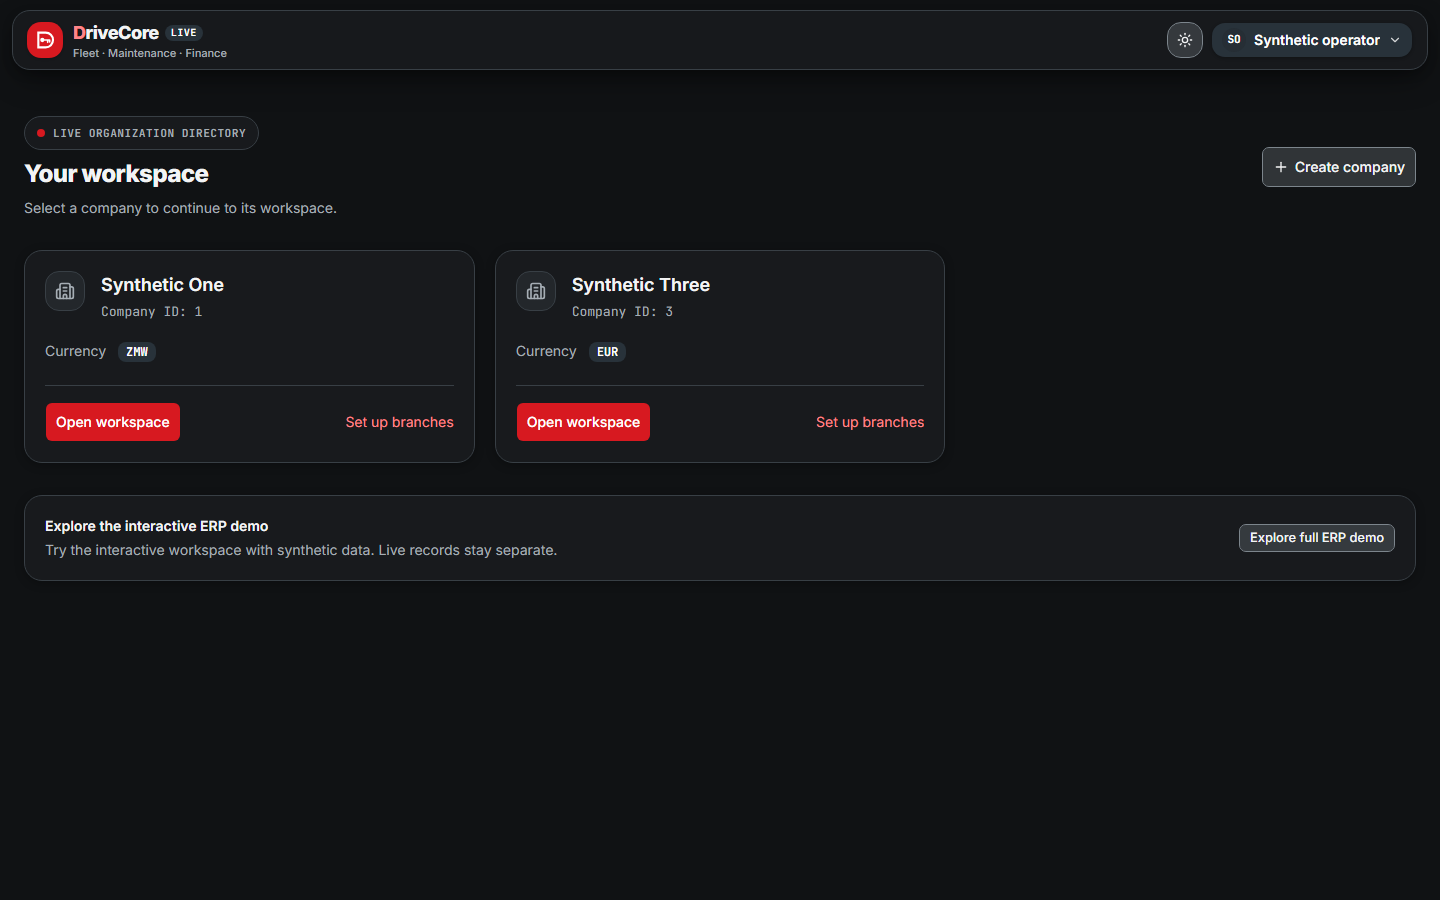 DriveCore LIVE
Fleet · Maintenance · Finance
SO Synthetic operator
LIVE ORGANIZATION DIRECTORY
Your workspace
Select a company to continue to its workspace.
+ Create company
Synthetic One
Company ID: 1
Currency ZMW
Open workspace
Set up branches
Synthetic Three
Company ID: 3
Currency EUR
Open workspace
Set up branches
Explore the interactive ERP demo
Try the interactive workspace with synthetic data. Live records stay separate.
Explore full ERP demo